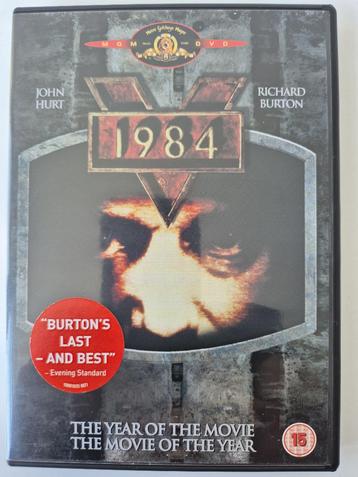 MGM DVD
JOHN
HURT
RICHARD
BURTON
1984
"BURTON'S
LAST
– AND BEST"
– Evening Standard
THE YEAR OF THE MOVIE
THE MOVIE OF THE YEAR
15